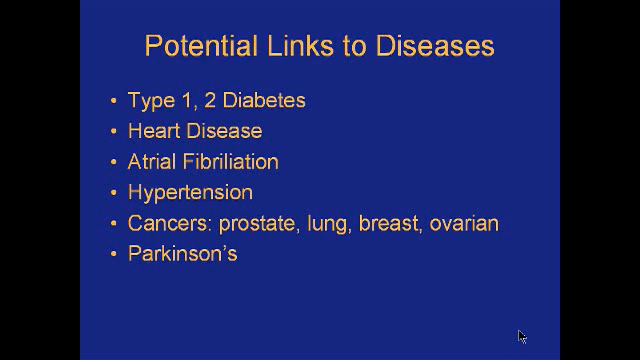 Potential Links to Diseases
• Type 1, 2 Diabetes
• Heart Disease
• Atrial Fibriliation
• Hypertension
• Cancers: prostate, lung, breast, ovarian
• Parkinson's